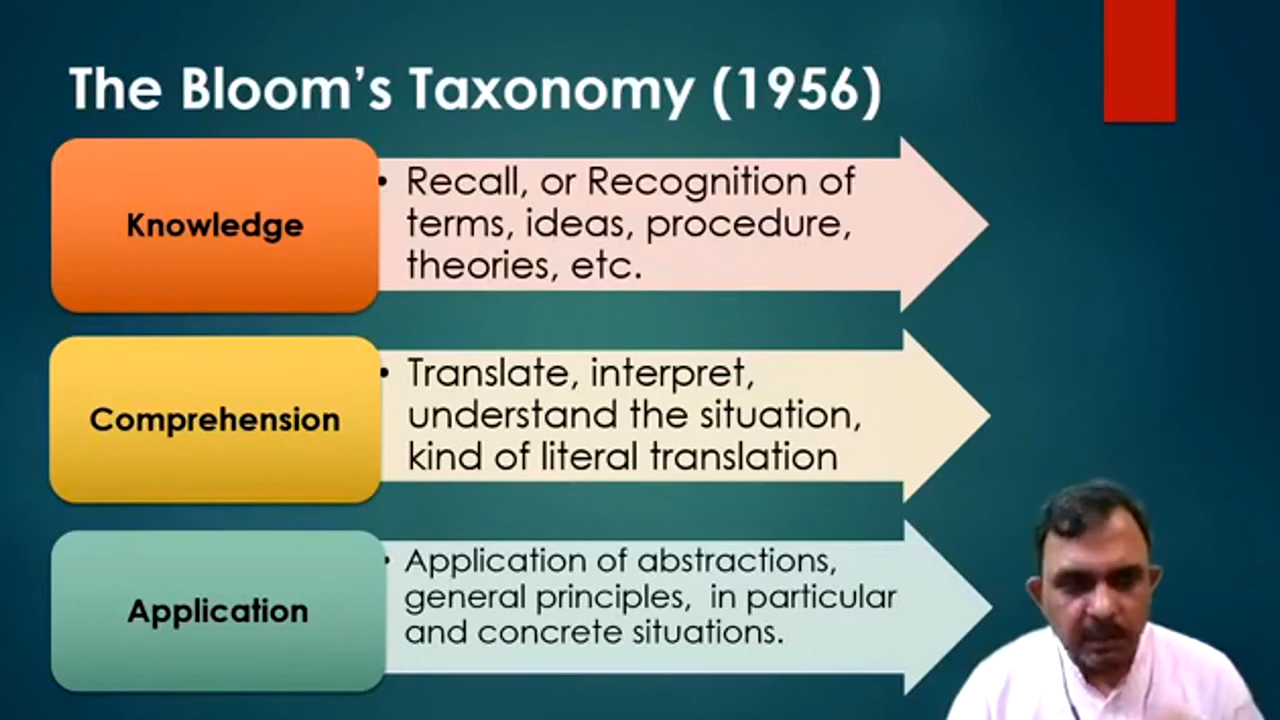 The Bloom's Taxonomy (1956)
Knowledge
• Recall, or Recognition of
terms, ideas, procedure,
theories, etc.
Comprehension
• Translate, interpret,
understand the situation,
kind of literal translation
Application
• Application of abstractions,
general principles,  in particular
and concrete situations.